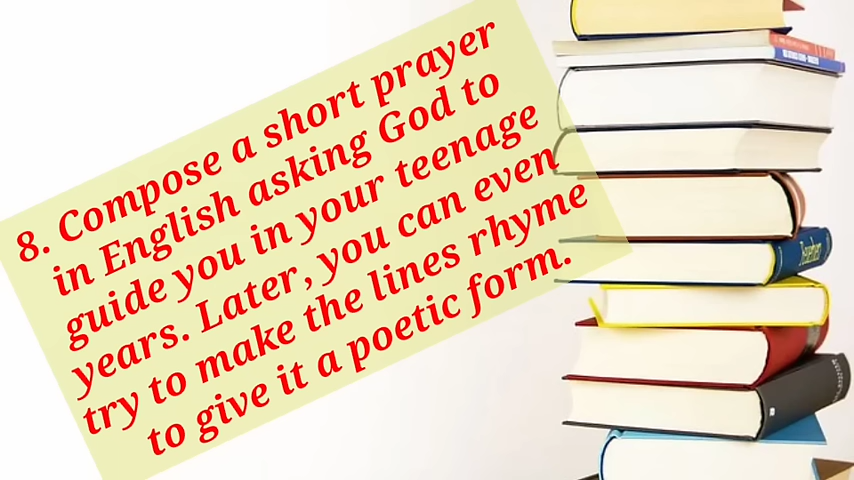 8. Compose a short prayer
in English asking God to
guide you in your teenage
years. Later, you can even
try to make the lines rhyme
to give it a poetic form.